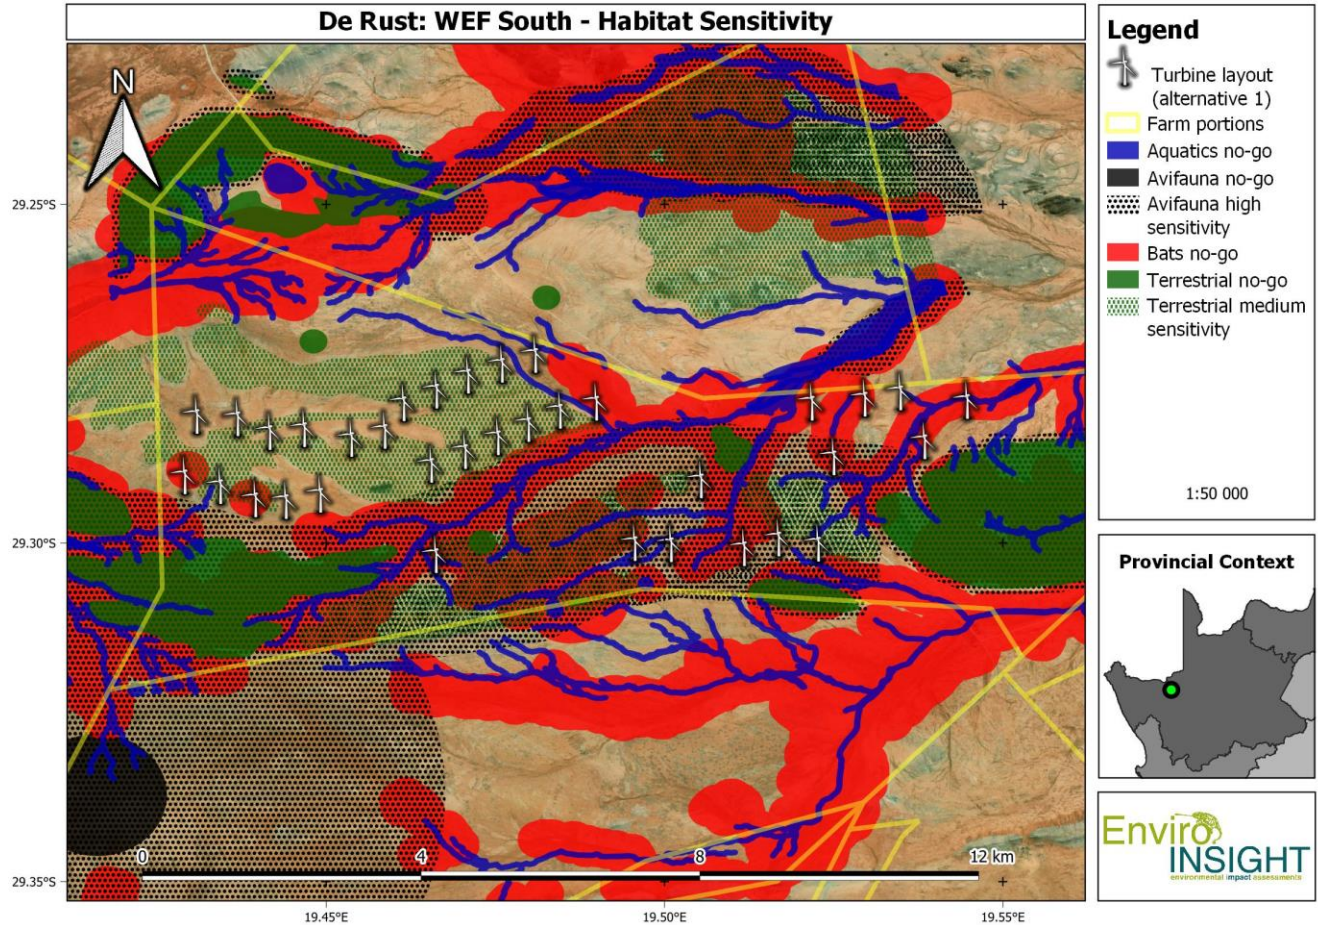 De Rust: WEF South - Habitat Sensitivity
N
29.25°S
29.30°S
29.35°S
0
4
8
12 km
19.45°E
19.50°E
19.55°E
Legend
Turbine layout
(alternative 1)
Farm portions
Aquatics no-go
Avifauna no-go
Avifauna high
sensitivity
Bats no-go
Terrestrial no-go
Terrestrial medium
sensitivity
1:50 000
Provincial Context
Enviro
INSIGHT
environmental impact assessments